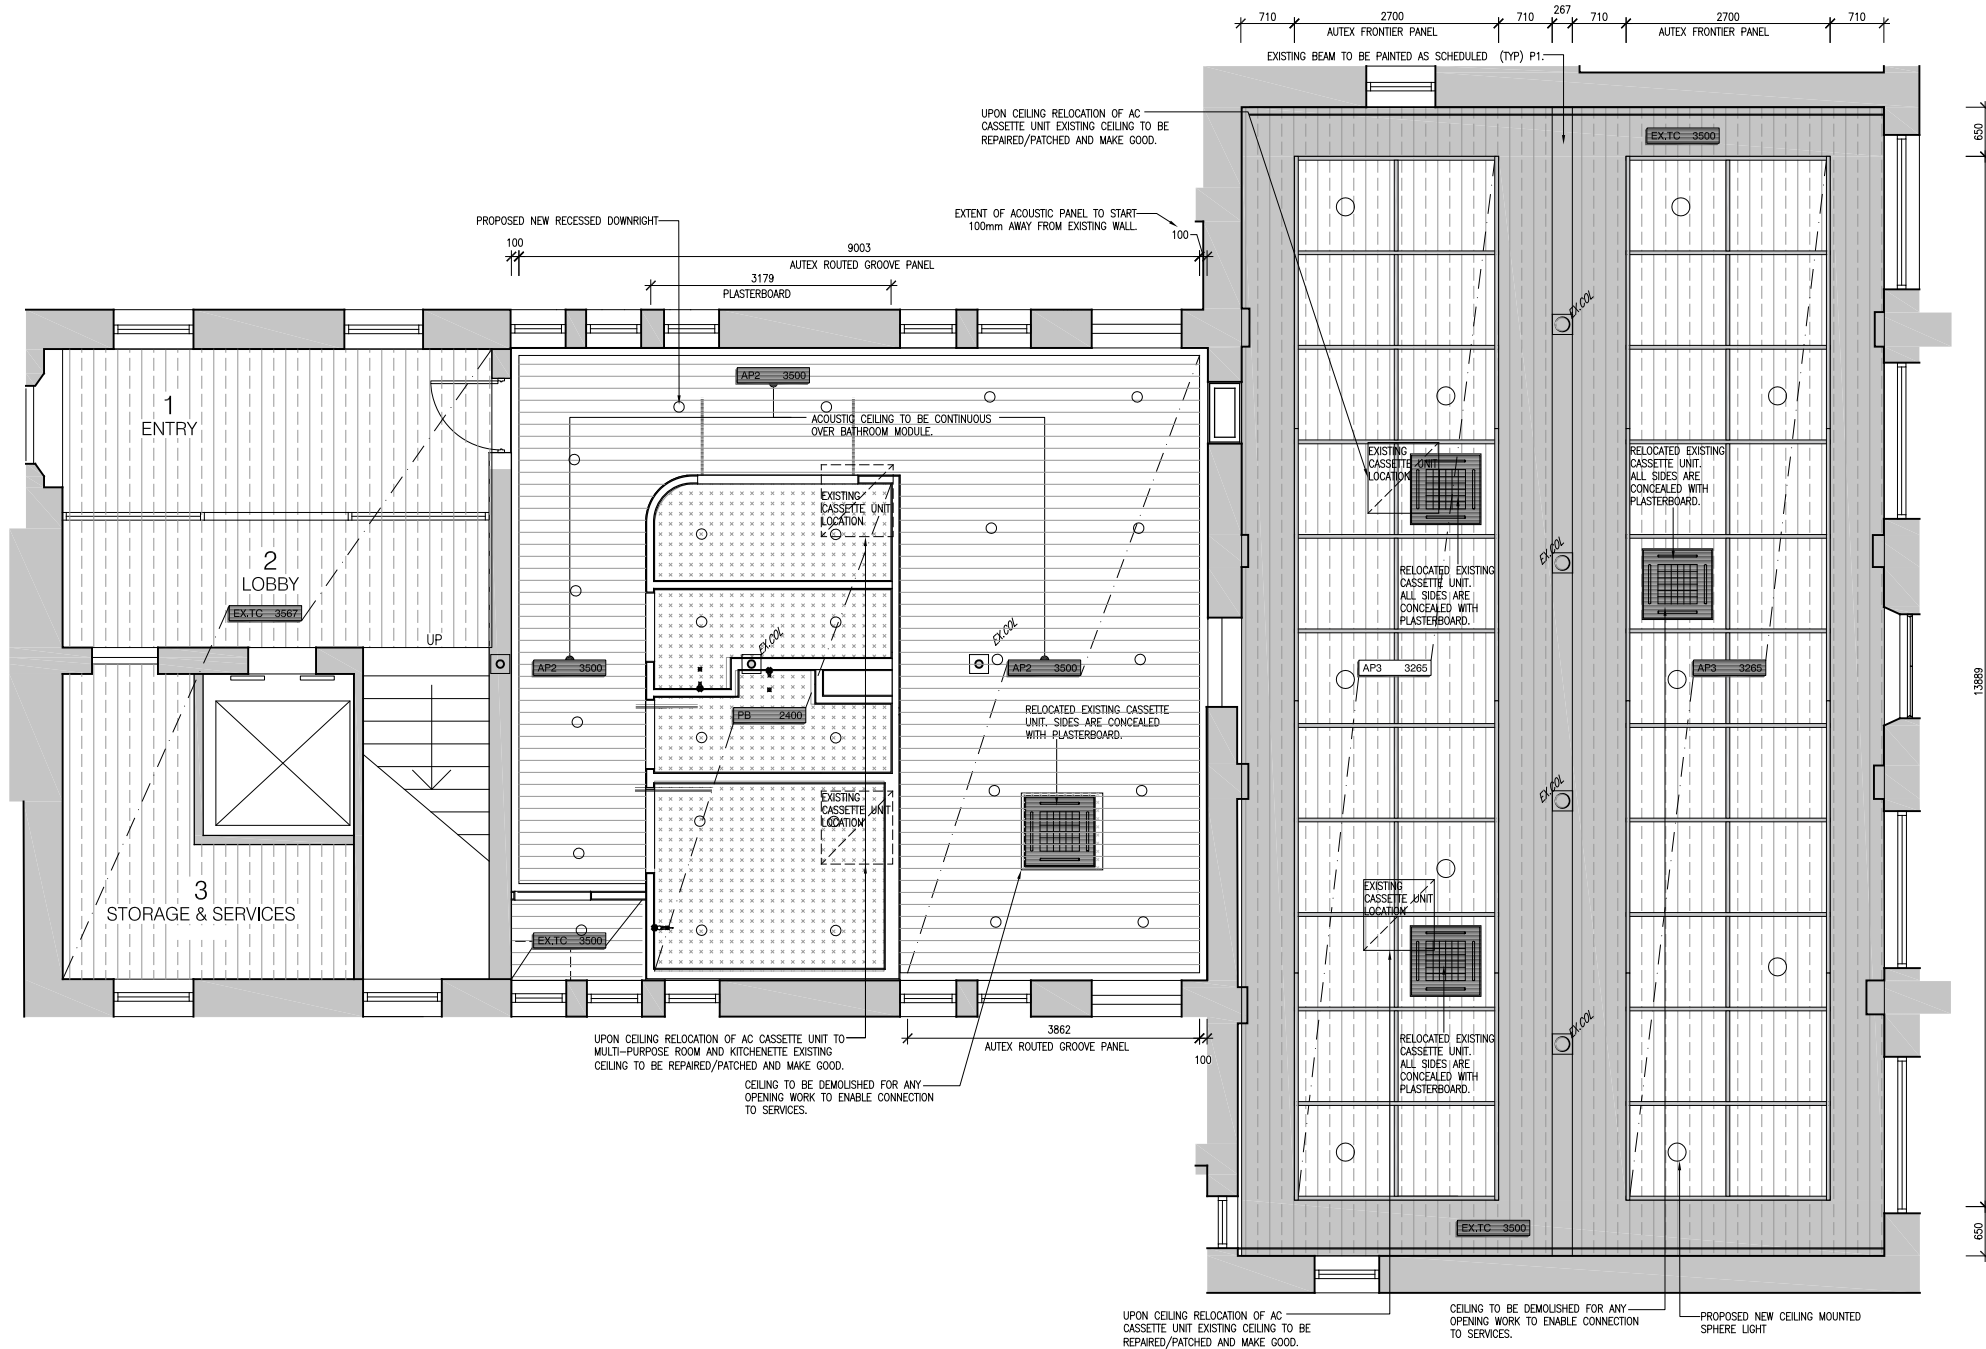 710
2700
710
267
710
2700
710
AUTEX FRONTIER PANEL
AUTEX FRONTIER PANEL
EXISTING BEAM TO BE PAINTED AS SCHEDULED (TYP) P1.
UPON CEILING RELOCATION OF AC
CASSETTE UNIT EXISTING CEILING TO BE
REPAIRED/PATCHED AND MAKE GOOD.
EX.TC 3500
650
PROPOSED NEW RECESSED DOWNRIGHT
EXTENT OF ACOUSTIC PANEL TO START
100mm AWAY FROM EXISTING WALL.
100
9003
100
AUTEX ROUTED GROOVE PANEL
3179
PLASTERBOARD
EX.COL
AP2 3500
1
ENTRY
ACOUSTIC CEILING TO BE CONTINUOUS
OVER BATHROOM MODULE.
EXISTING
CASSETTE UNIT
LOCATION
RELOCATED EXISTING
CASSETTE UNIT.
ALL SIDES ARE
CONCEALED WITH
PLASTERBOARD.
EXISTING
CASSETTE UNIT
LOCATION
2
LOBBY
EX.COL
RELOCATED EXISTING
CASSETTE UNIT.
ALL SIDES ARE
CONCEALED WITH
PLASTERBOARD.
EX.TC 3567
UP
EX.COL
EX.COL
AP2 3500
AP2 3500
AP3 3265
AP3 3265
13889
PB 2400
RELOCATED EXISTING CASSETTE
UNIT. SIDES ARE CONCEALED
WITH PLASTERBOARD.
EX.COL
EXISTING
CASSETTE UNIT
LOCATION
3
STORAGE & SERVICES
EXISTING
CASSETTE UNIT
LOCATION
EX.TC 3500
EX.COL
UPON CEILING RELOCATION OF AC CASSETTE UNIT TO
MULTI-PURPOSE ROOM AND KITCHENETTE EXISTING
CEILING TO BE REPAIRED/PATCHED AND MAKE GOOD.
3862
AUTEX ROUTED GROOVE PANEL
100
RELOCATED EXISTING
CASSETTE UNIT.
ALL SIDES ARE
CONCEALED WITH
PLASTERBOARD.
CEILING TO BE DEMOLISHED FOR ANY
OPENING WORK TO ENABLE CONNECTION
TO SERVICES.
EX.TC 3500
650
UPON CEILING RELOCATION OF AC
CASSETTE UNIT EXISTING CEILING TO BE
REPAIRED/PATCHED AND MAKE GOOD.
CEILING TO BE DEMOLISHED FOR ANY
OPENING WORK TO ENABLE CONNECTION
TO SERVICES.
PROPOSED NEW CEILING MOUNTED
SPHERE LIGHT